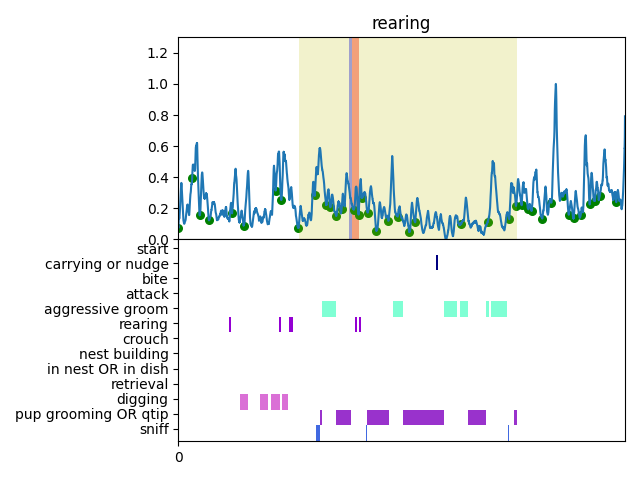 rearing
1.2
1.0
0.8
0.6
0.4
0.2
0.0
start
carrying or nudge
bite
attack
aggressive groom
rearing
crouch
nest building
in nest OR in dish
retrieval
digging
pup grooming OR qtip
sniff
0